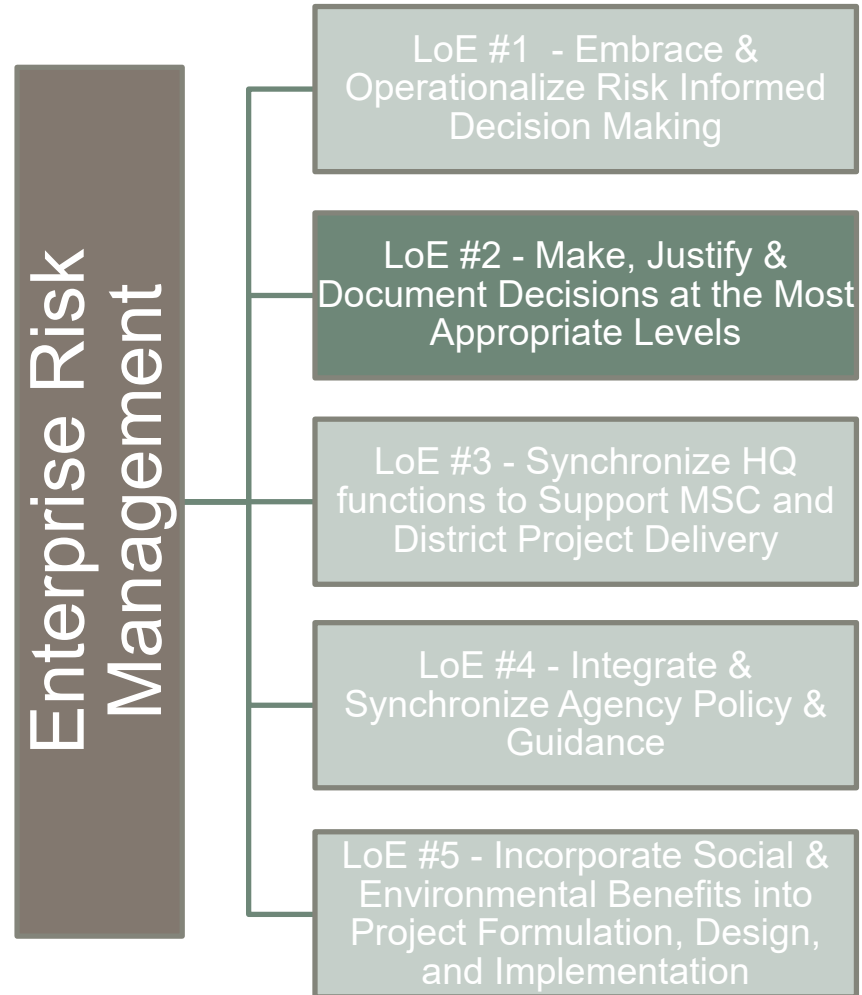 Enterprise Risk
Management
LoE #1 - Embrace &
Operationalize Risk Informed
Decision Making
LoE #2 - Make, Justify &
Document Decisions at the Most
Appropriate Levels
LoE #3 - Synchronize HQ
functions to Support MSC and
District Project Delivery
LoE #4 - Integrate &
Synchronize Agency Policy &
Guidance
LoE #5 - Incorporate Social &
Environmental Benefits into
Project Formulation, Design,
and Implementation